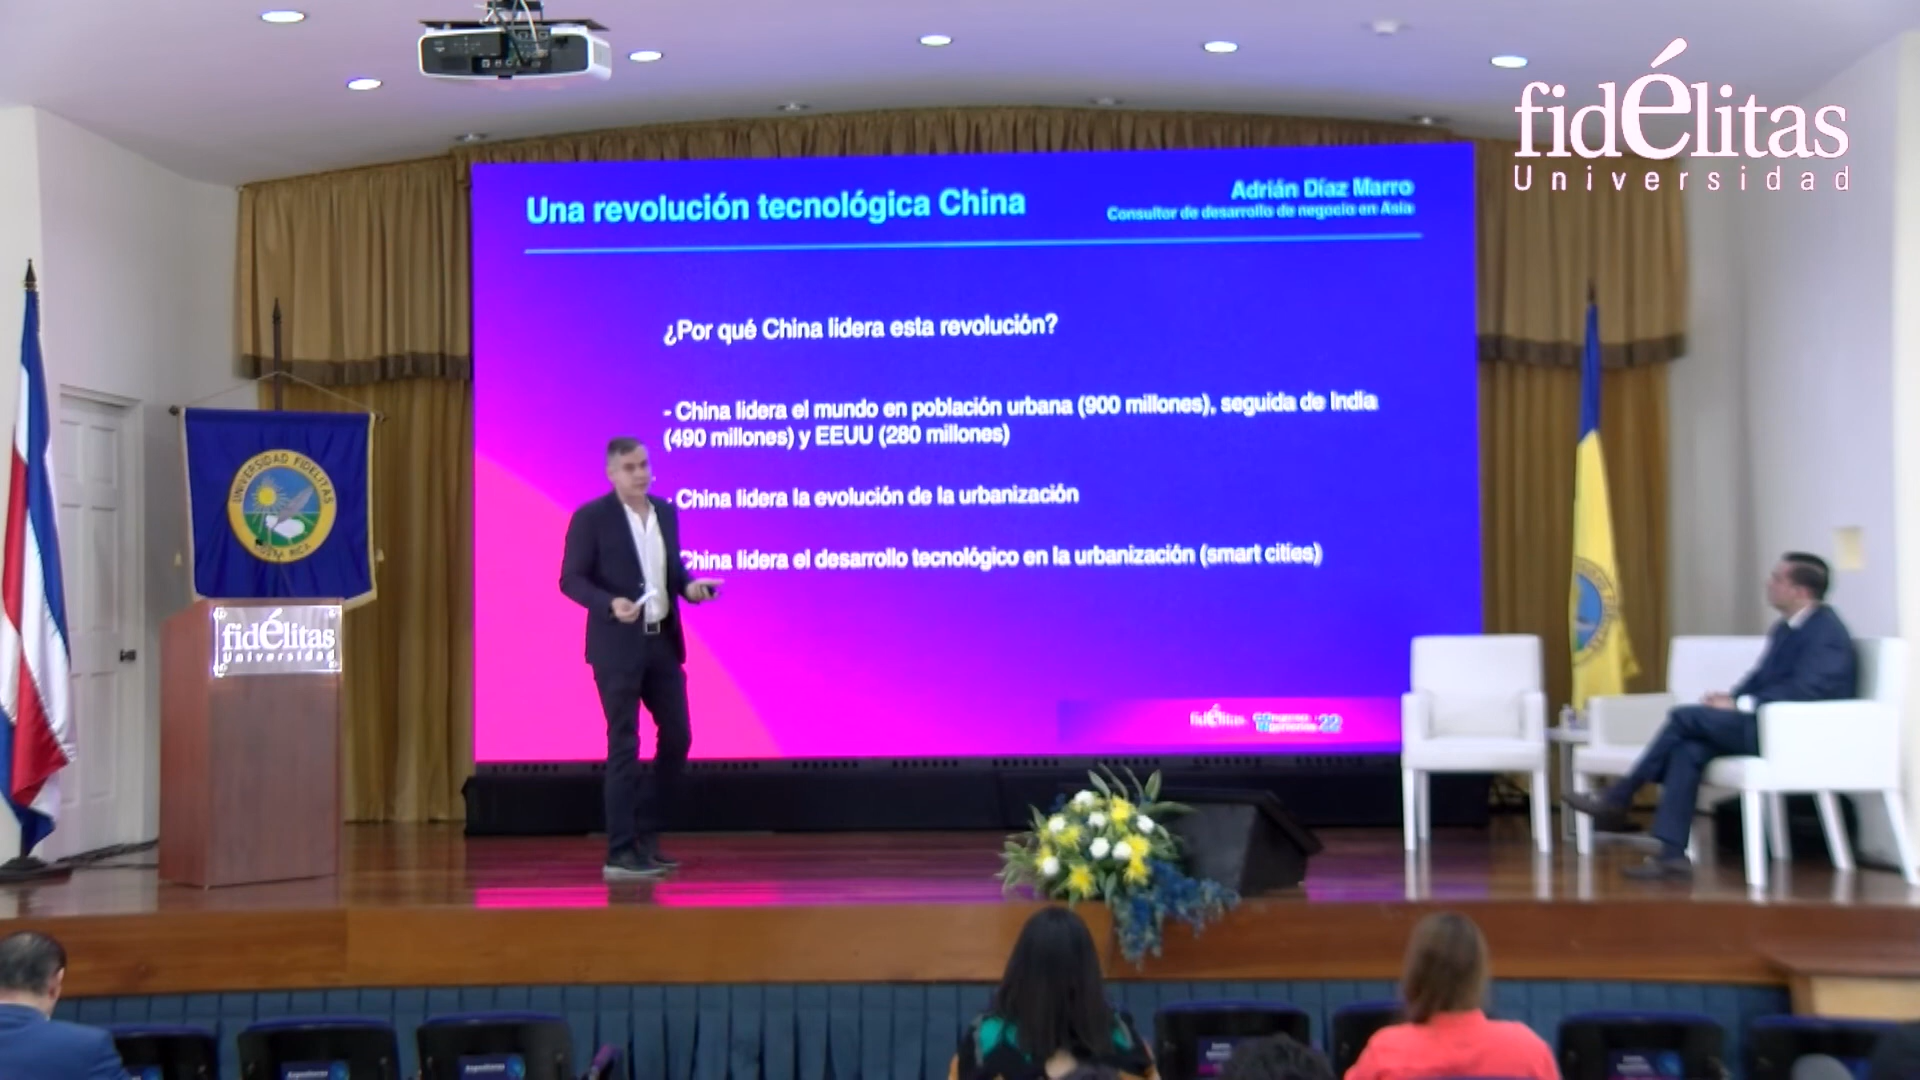 fidélitas
Universidad
Una revolución tecnológica China
Adrián Díaz Marro
Consultor de desarrollo de negocio en Asia
¿Por qué China lidera esta revolución?
- China lidera el mundo en población urbana (900 millones), seguida de India
(490 millones) y EEUU (280 millones)
- China lidera la evolución de la urbanización
China lidera el desarrollo tecnológico en la urbanización (smart cities)
UNIVERSIDAD FIDELITAS
COSTA RICA
fidélitas
Universidad
fidélitas
22